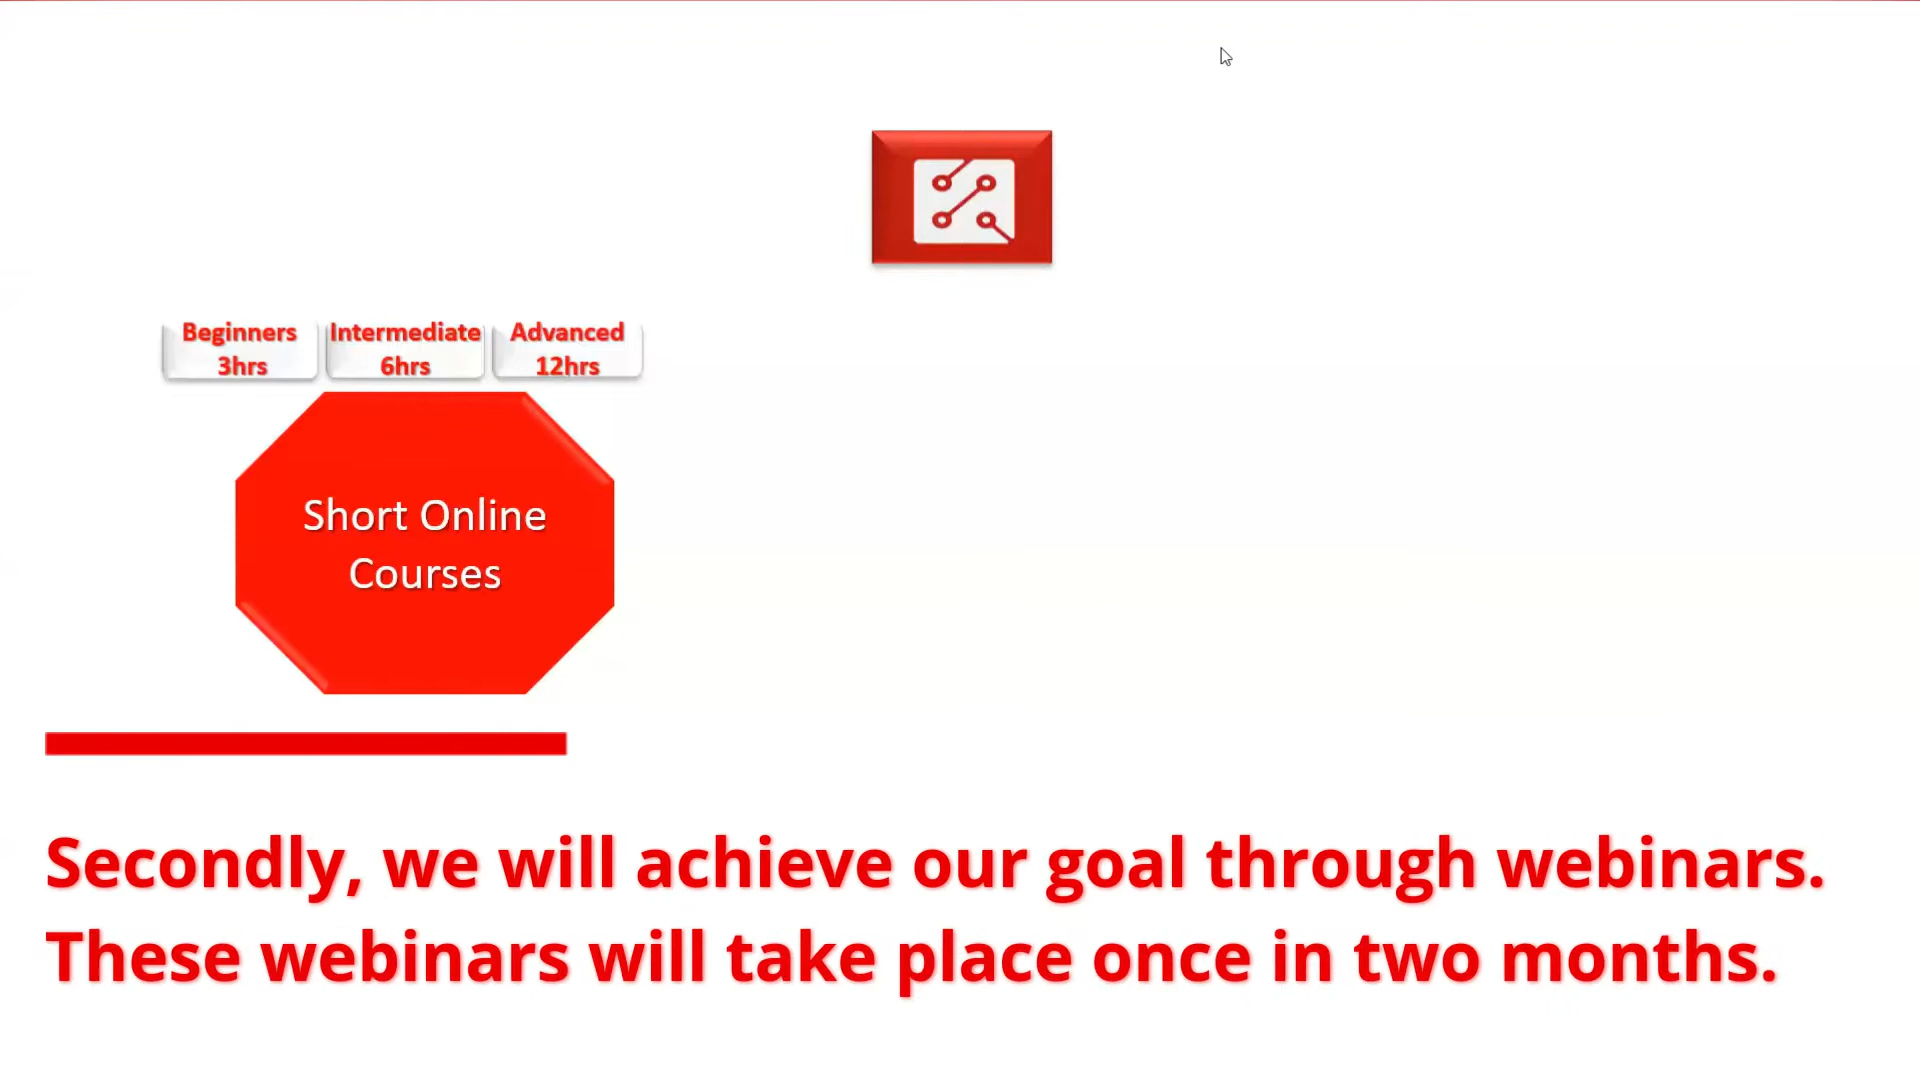 Beginners
3hrs
Intermediate
6hrs
Advanced
12hrs
Short Online
Courses
Secondly, we will achieve our goal through webinars.
These webinars will take place once in two months.